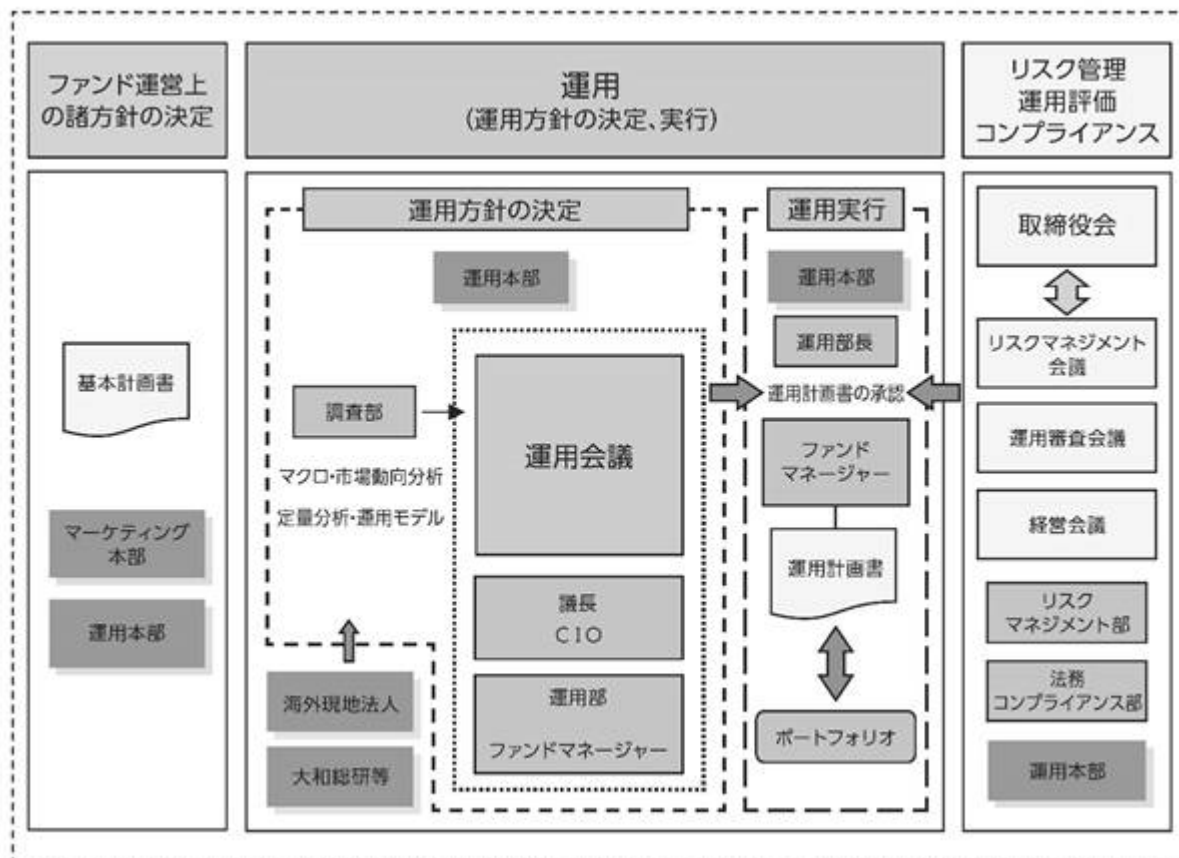 ファンド運営上
の諸方針の決定
運用
(運用方針の決定、実行)
リスク管理
運用評価
コンプライアンス
基本計画書
マーケティング
本部
運用本部
運用方針の決定
運用本部
調査部
マクロ・市場動向分析
定量分析・運用モデル
運用会議
議長
CIO
運用部
ファンドマネージャー
海外現地法人
大和総研等
運用実行
運用本部
運用部長
運用計画書の承認
ファンド
マネージャー
運用計画書
ポートフォリオ
取締役会
リスクマネジメント
会議
運用審査会議
経営会議
リスク
マネジメント部
法務
コンプライアンス部
運用本部